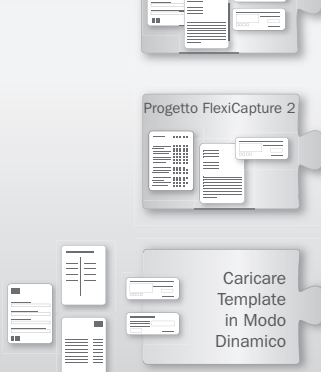 Progetto FlexiCapture 2
Caricare
Template
in Modo
Dinamico